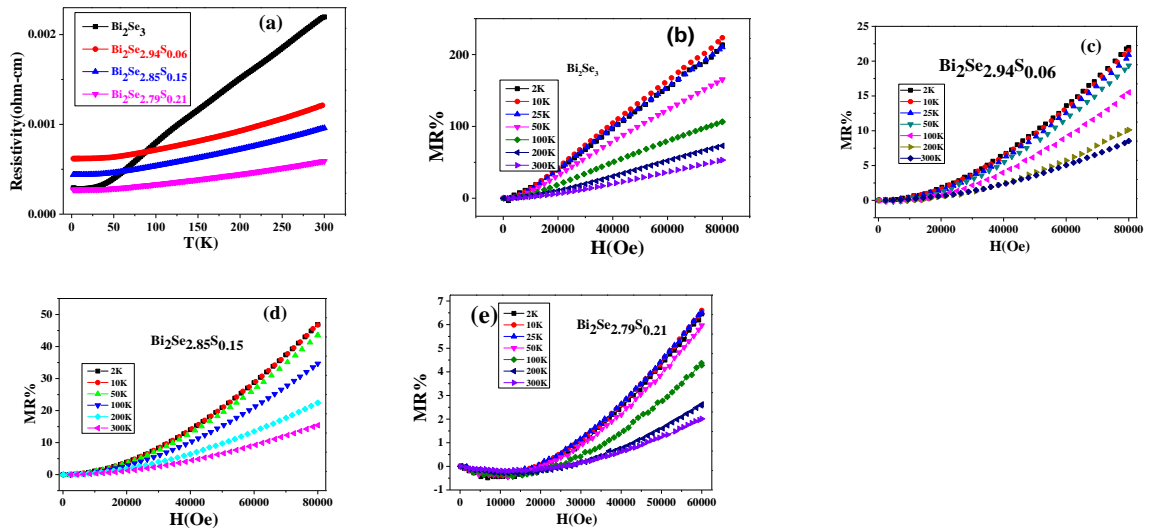 (a)
Bi2Se3
Bi2Se2.94S0.06
Bi2Se2.85S0.15
Bi2Se2.79S0.21
Resistivity(ohm-cm)
0.002
0.001
0.000
0 50 100 150 200 250 300
T(K)
(b)
Bi2Se3
2K
10K
25K
50K
100K
200K
300K
MR%
200
100
0
0 20000 40000 60000 80000
H(Oe)
(c)
Bi2Se2.94S0.06
2K
10K
25K
50K
100K
200K
300K
MR%
25
20
15
10
5
0
0 20000 40000 60000 80000
H(Oe)
(d)
Bi2Se2.85S0.15
2K
10K
50K
100K
200K
300K
MR%
50
40
30
20
10
0
0 20000 40000 60000 80000
H(Oe)
(e)
Bi2Se2.79S0.21
2K
10K
25K
50K
100K
200K
300K
MR%
7
6
5
4
3
2
1
0
-1
0 10000 20000 30000 40000 50000 60000
H(Oe)